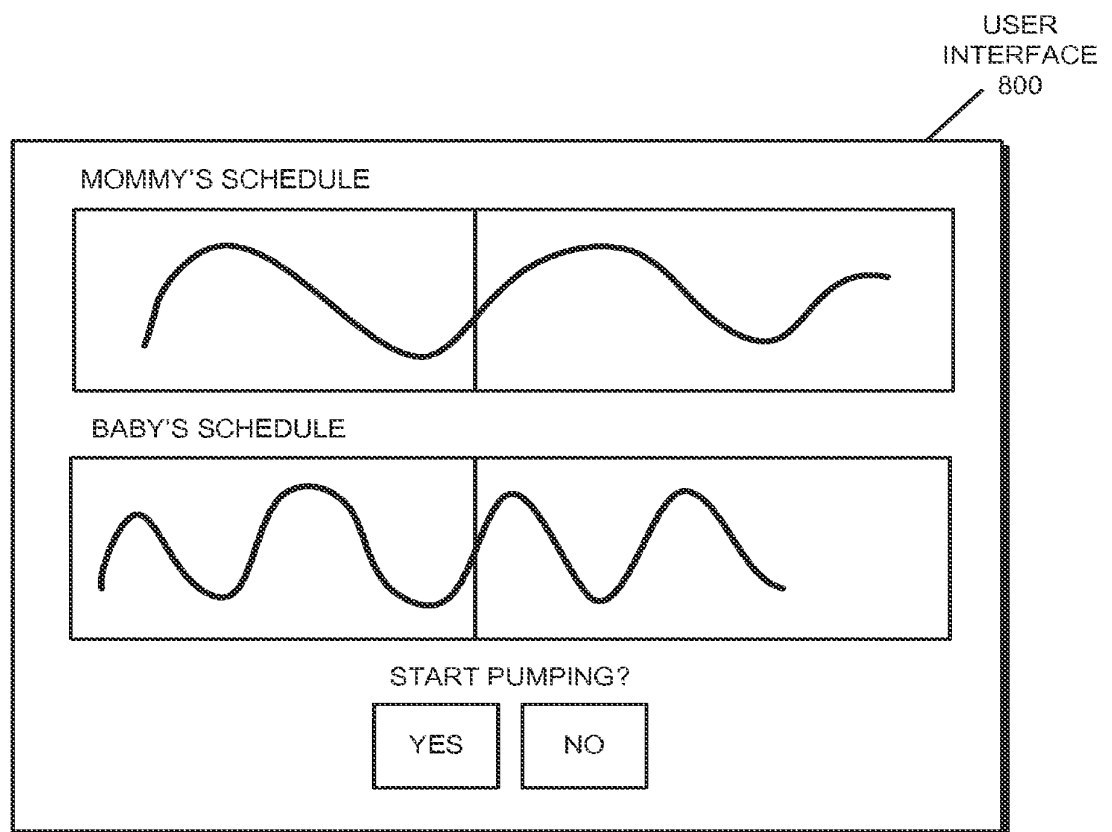 USER
INTERFACE
800
MOMMY'S SCHEDULE
BABY'S SCHEDULE
START PUMPING?
YES NO